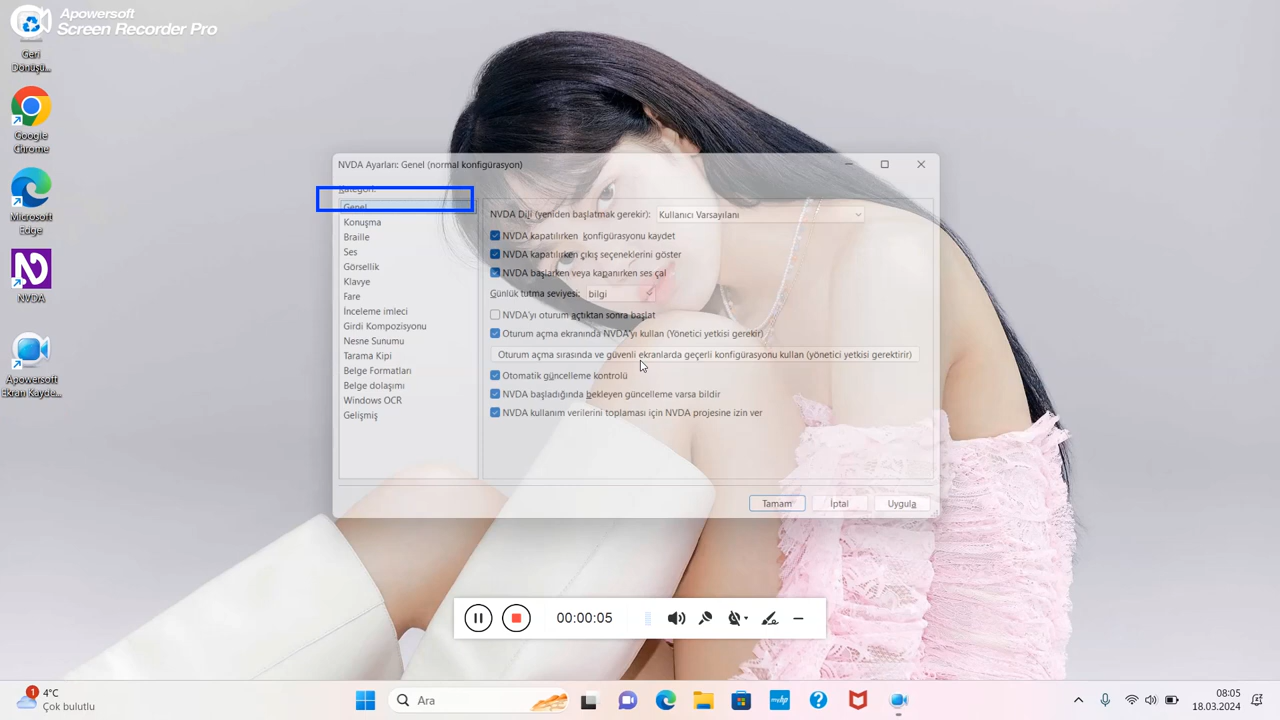 Apowersoft
Screen Recorder Pro
Geri
Dönüşü...
Google
Chrome
Microsoft
Edge
NVDA
Apowersoft
Ekran Kayde...
NVDA Ayarları: Genel (normal konfigürasyon)
Kategori:
Genel
Konuşma
Braille
Ses
Görsellik
Klavye
Fare
İnceleme imleci
Girdi Kompozisyonu
Nesne Sunumu
Tarama Kipi
Belge Formatları
Belge dolaşımı
Windows OCR
Gelişmiş
NVDA Dili (yeniden başlatmak gerekir): Kullanıcı Varsayılanı
NVDA kapatılırken konfigürasyonu kaydet
NVDA kapatılırken çıkış seçeneklerini göster
NVDA başlarken veya kapanırken ses çal
Günlük tutma seviyesi: bilgi
NVDA'yı oturum açtıktan sonra başlat
Oturum açma ekranında NVDA'yı kullan (Yönetici yetkisi gerekir)
Oturum açma sırasında ve güvenli ekranlarda geçerli konfigürasyonu kullan (yönetici yetkisi gerektirir)
Otomatik güncelleme kontrolü
NVDA başladığında bekleyen güncelleme varsa bildir
NVDA kullanım verilerini toplaması için NVDA projesine izin ver
Tamam İptal Uygula
00:00:05
1
4°C
Çok bulutlu
Ara
08:05
18.03.2024